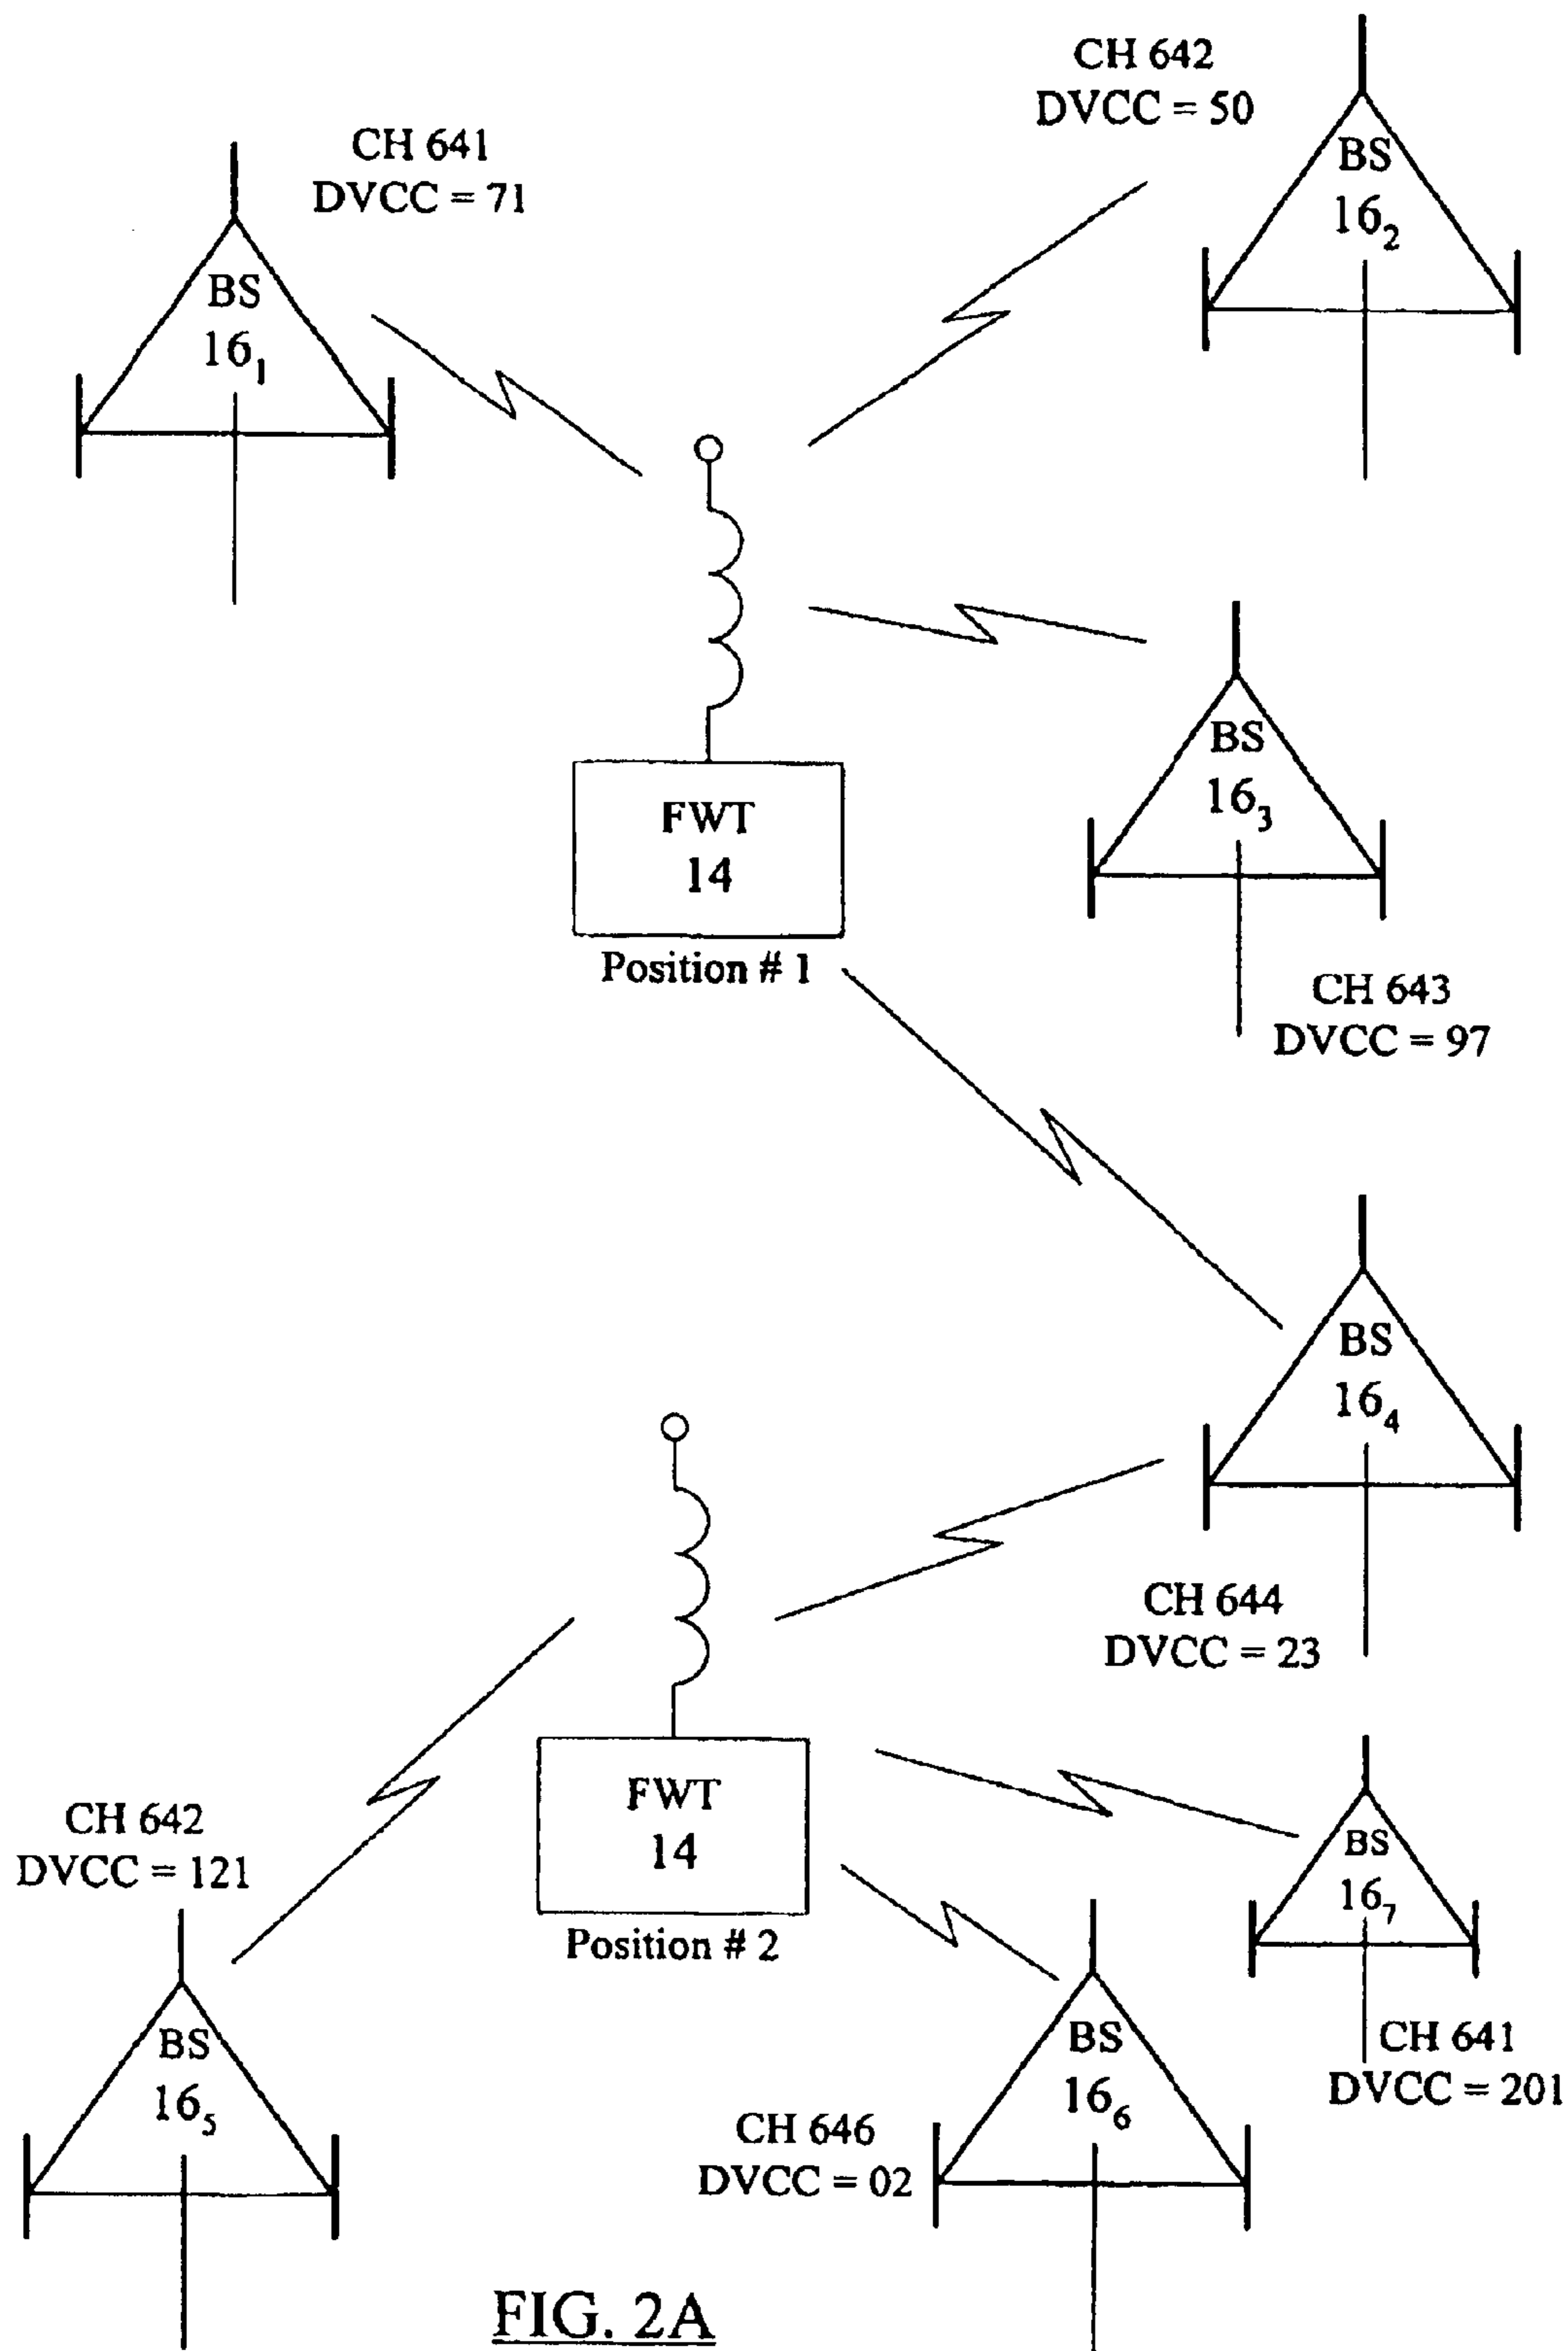 CH 642
DVCC = 50
BS
16₂
CH 641
DVCC = 71
BS
16₁
BS
16₃
FWT
14
Position # 1
CH 643
DVCC = 97
BS
16₄
CH 644
DVCC = 23
FWT
14
Position # 2
CH 642
DVCC = 121
BS
16₅
BS
16₇
CH 641
DVCC = 201
BS
16₆
CH 646
DVCC = 02
FIG. 2A